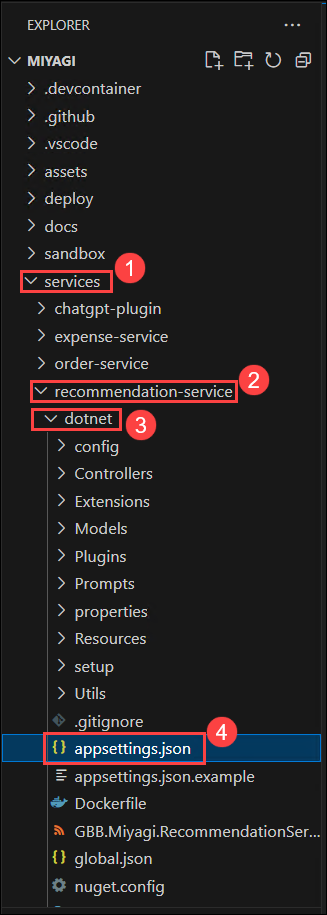 EXPLORER
MIYAGI
.devcontainer
.github
.vscode
assets
deploy
docs
sandbox
services 1
chatgpt-plugin
expense-service
order-service
recommendation-service 2
dotnet 3
config
Controllers
Extensions
Models
Plugins
Prompts
properties
Resources
setup
Utils
.gitignore
appsettings.json 4
appsettings.json.example
Dockerfile
GBB.Miyagi.RecommendationSer...
global.json
nuget.config